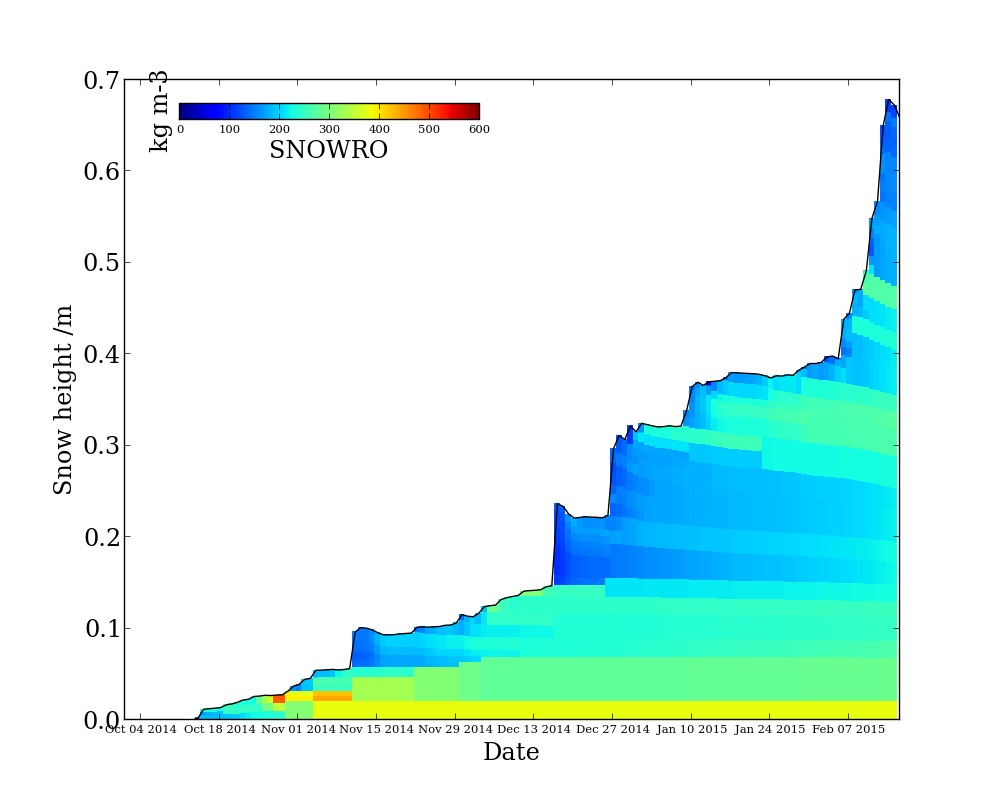 0.7
kg m-3
0 100 200 300 400 500 600
SNOWRO
0.6
0.5
0.4
0.3
0.2
0.1
0.0
Snow height /m
Oct 04 2014 Oct 18 2014 Nov 01 2014 Nov 15 2014 Nov 29 2014 Dec 13 2014 Dec 27 2014 Jan 10 2015 Jan 24 2015 Feb 07 2015
Date